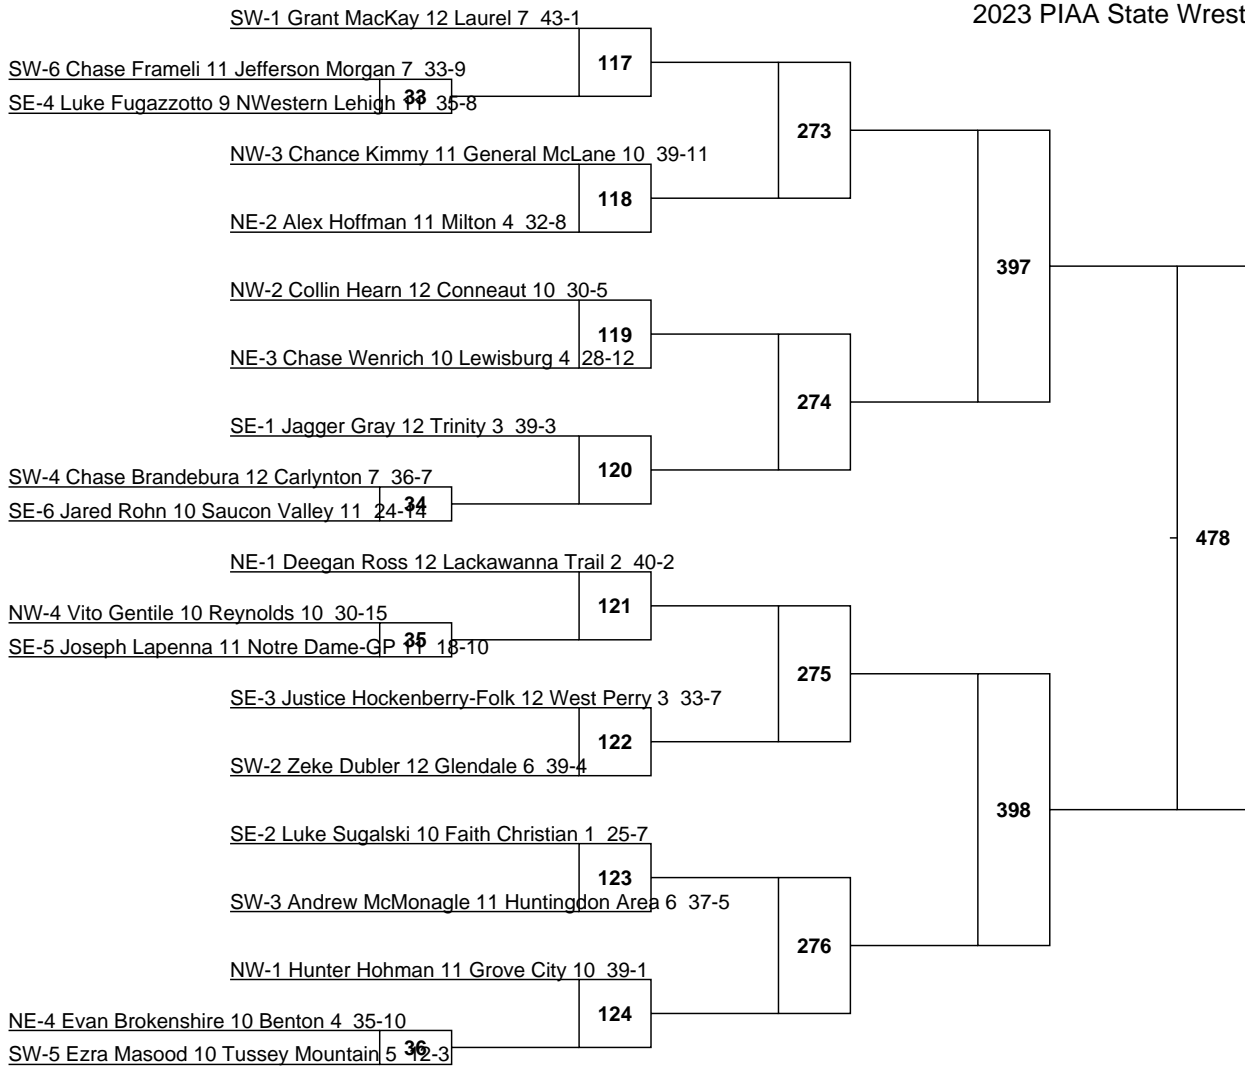 2023 PIAA State Wrest
SW-1 Grant MacKay 12 Laurel 7 43-1
117
SW-6 Chase Frameli 11 Jefferson Morgan 7 33-9
33
SE-4 Luke Fugazzotto 9 NWestern Lehigh 11 35-8
273
NW-3 Chance Kimmy 11 General McLane 10 39-11
118
NE-2 Alex Hoffman 11 Milton 4 32-8
397
NW-2 Collin Hearn 12 Conneaut 10 30-5
119
NE-3 Chase Wenrich 10 Lewisburg 4 28-12
274
SE-1 Jagger Gray 12 Trinity 3 39-3
120
SW-4 Chase Brandebura 12 Carlynton 7 36-7
34
SE-6 Jared Rohn 10 Saucon Valley 11 24-14
478
NE-1 Deegan Ross 12 Lackawanna Trail 2 40-2
121
NW-4 Vito Gentile 10 Reynolds 10 30-15
35
SE-5 Joseph Lapenna 11 Notre Dame-GP 11 18-10
275
SE-3 Justice Hockenberry-Folk 12 West Perry 3 33-7
122
SW-2 Zeke Dubler 12 Glendale 6 39-4
398
SE-2 Luke Sugalski 10 Faith Christian 1 25-7
123
SW-3 Andrew McMonagle 11 Huntingdon Area 6 37-5
276
NW-1 Hunter Hohman 11 Grove City 10 39-1
124
NE-4 Evan Brokenshire 10 Benton 4 35-10
36
SW-5 Ezra Masood 10 Tussey Mountain 5 12-3